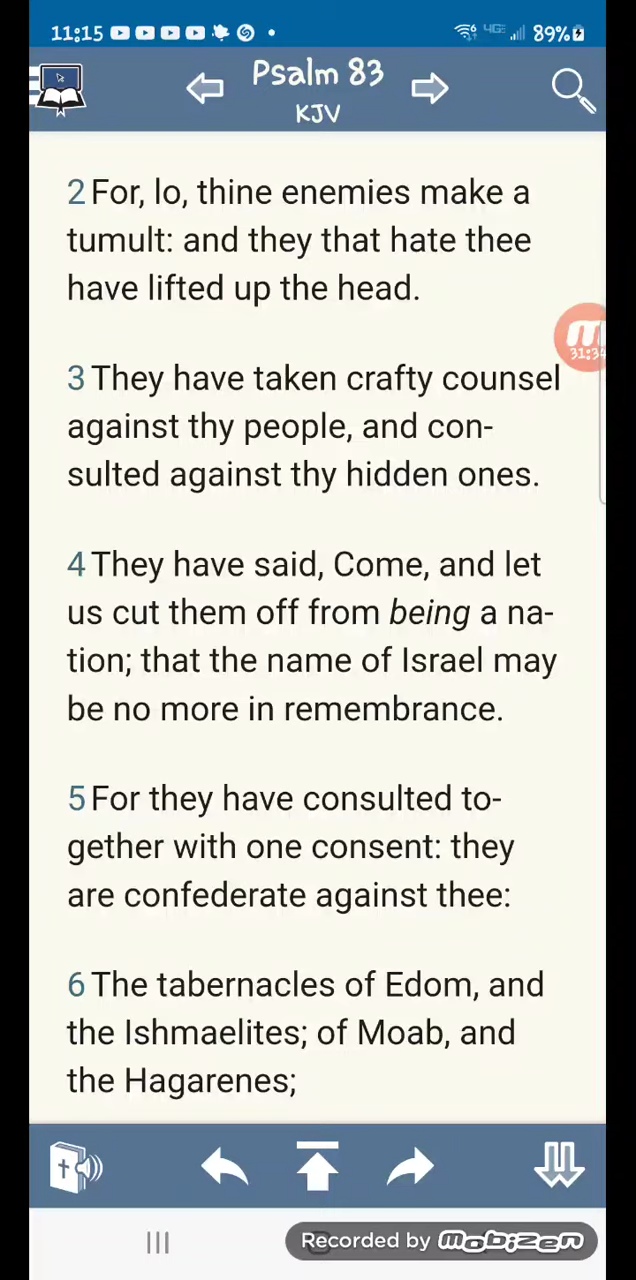 11:15 4GE 89%
Psalm 83
KJV
2 For, lo, thine enemies make a
tumult: and they that hate thee
have lifted up the head.
31:34
3 They have taken crafty counsel
against thy people, and con-
sulted against thy hidden ones.
4 They have said, Come, and let
us cut them off from being a na-
tion; that the name of Israel may
be no more in remembrance.
5 For they have consulted to-
gether with one consent: they
are confederate against thee:
6 The tabernacles of Edom, and
the Ishmaelites; of Moab, and
the Hagarenes;
Recorded by mobizen